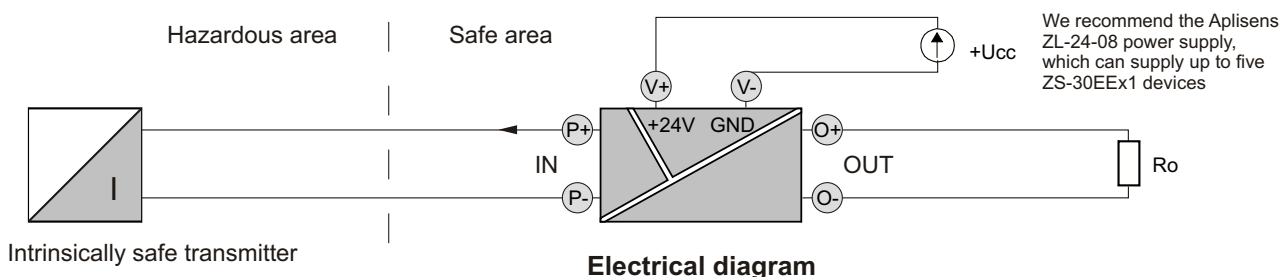 Hazardous area
Safe area
We recommend the Aplisens
ZL-24-08 power supply,
which can supply up to five
ZS-30EEx1 devices
+Ucc
V+
V-
+24V
GND
P+
O+
IN
OUT
Ro
I
P-
O-
Intrinsically safe transmitter
Electrical diagram